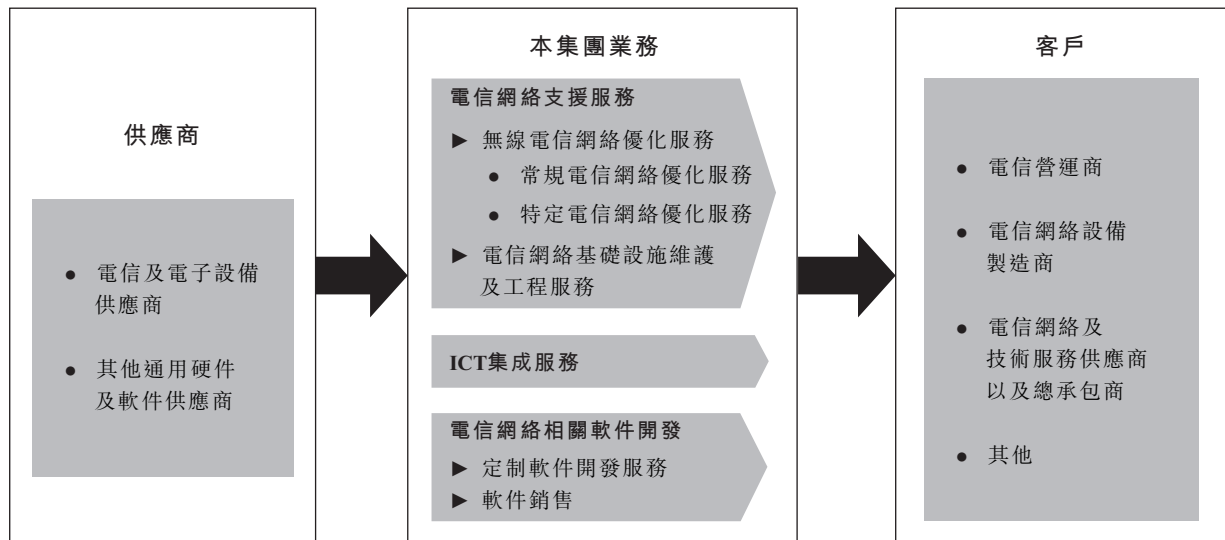 供應商
● 電信及電子設備
供應商
● 其他通用硬件
及軟件供應商
本集團業務
電信網絡支援服務
► 無線電信網絡優化服務
● 常規電信網絡優化服務
● 特定電信網絡優化服務
► 電信網絡基礎設施維護
及工程服務
ICT集成服務
電信網絡相關軟件開發
► 定制軟件開發服務
► 軟件銷售
客戶
● 電信營運商
● 電信網絡設備
製造商
● 電信網絡及
技術服務供應商
以及總承包商
● 其他